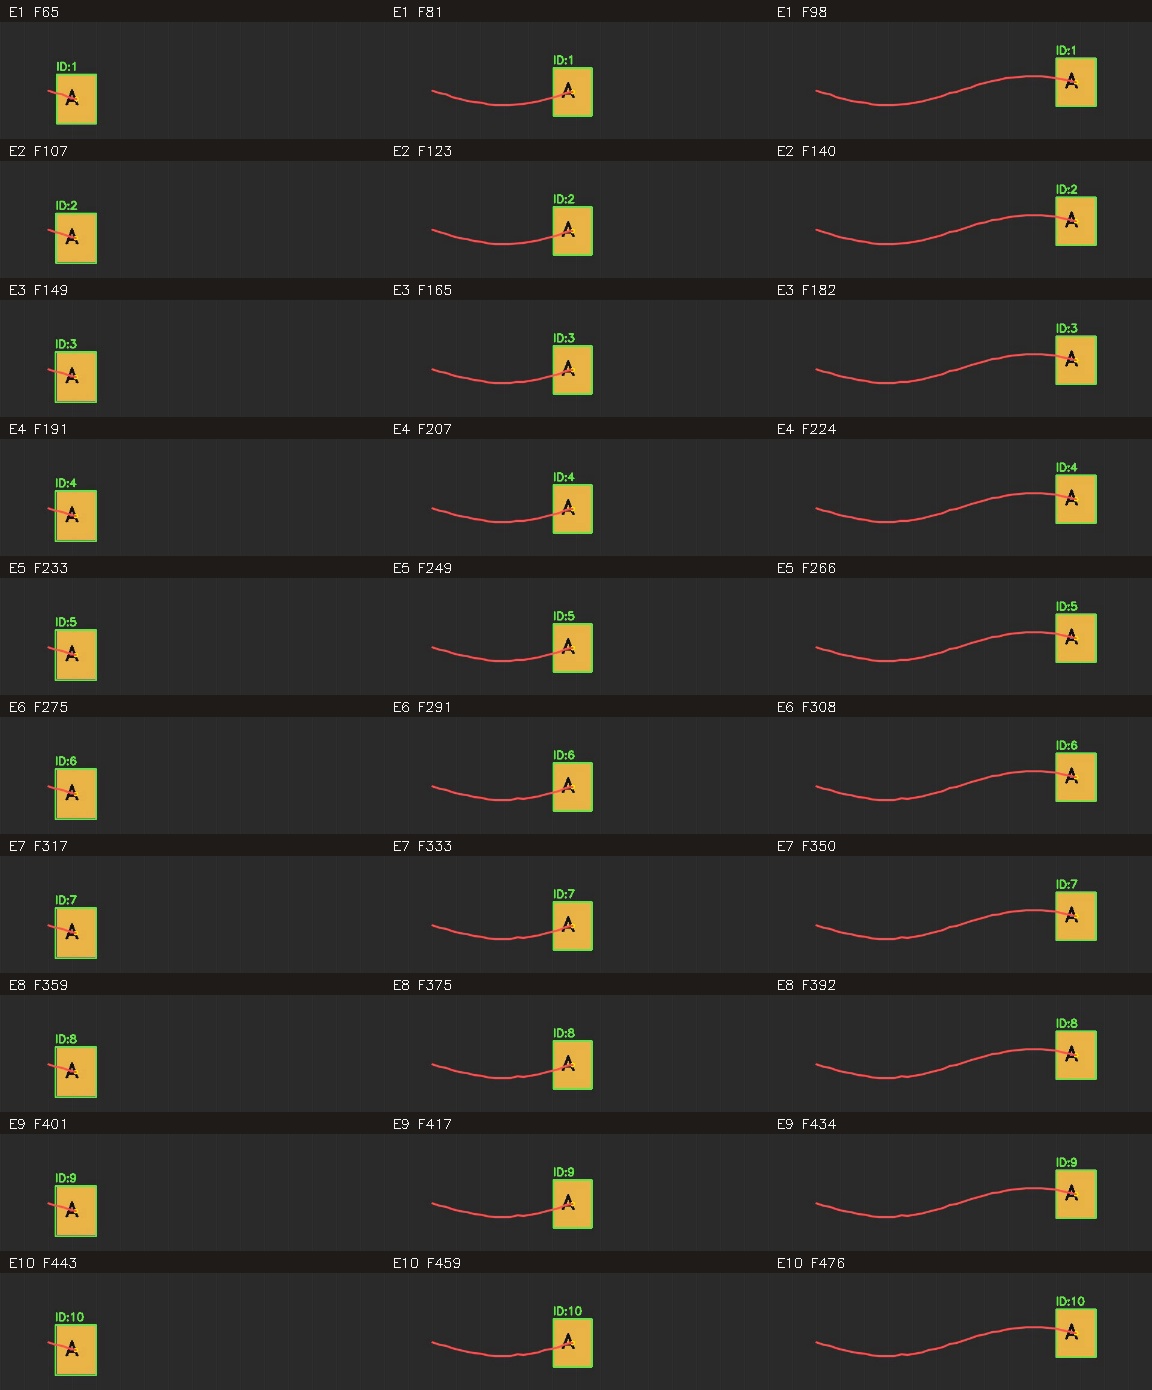 E1 F65 E1 F81 E1 F98
ID:1 ID:1 ID:1
A A A
E2 F107 E2 F123 E2 F140
ID:2 ID:2 ID:2
A A A
E3 F149 E3 F165 E3 F182
ID:3 ID:3 ID:3
A A A
E4 F191 E4 F207 E4 F224
ID:4 ID:4 ID:4
A A A
E5 F233 E5 F249 E5 F266
ID:5 ID:5 ID:5
A A A
E6 F275 E6 F291 E6 F308
ID:6 ID:6 ID:6
A A A
E7 F317 E7 F333 E7 F350
ID:7 ID:7 ID:7
A A A
E8 F359 E8 F375 E8 F392
ID:8 ID:8 ID:8
A A A
E9 F401 E9 F417 E9 F434
ID:9 ID:9 ID:9
A A A
E10 F443 E10 F459 E10 F476
ID:10 ID:10 ID:10
A A A